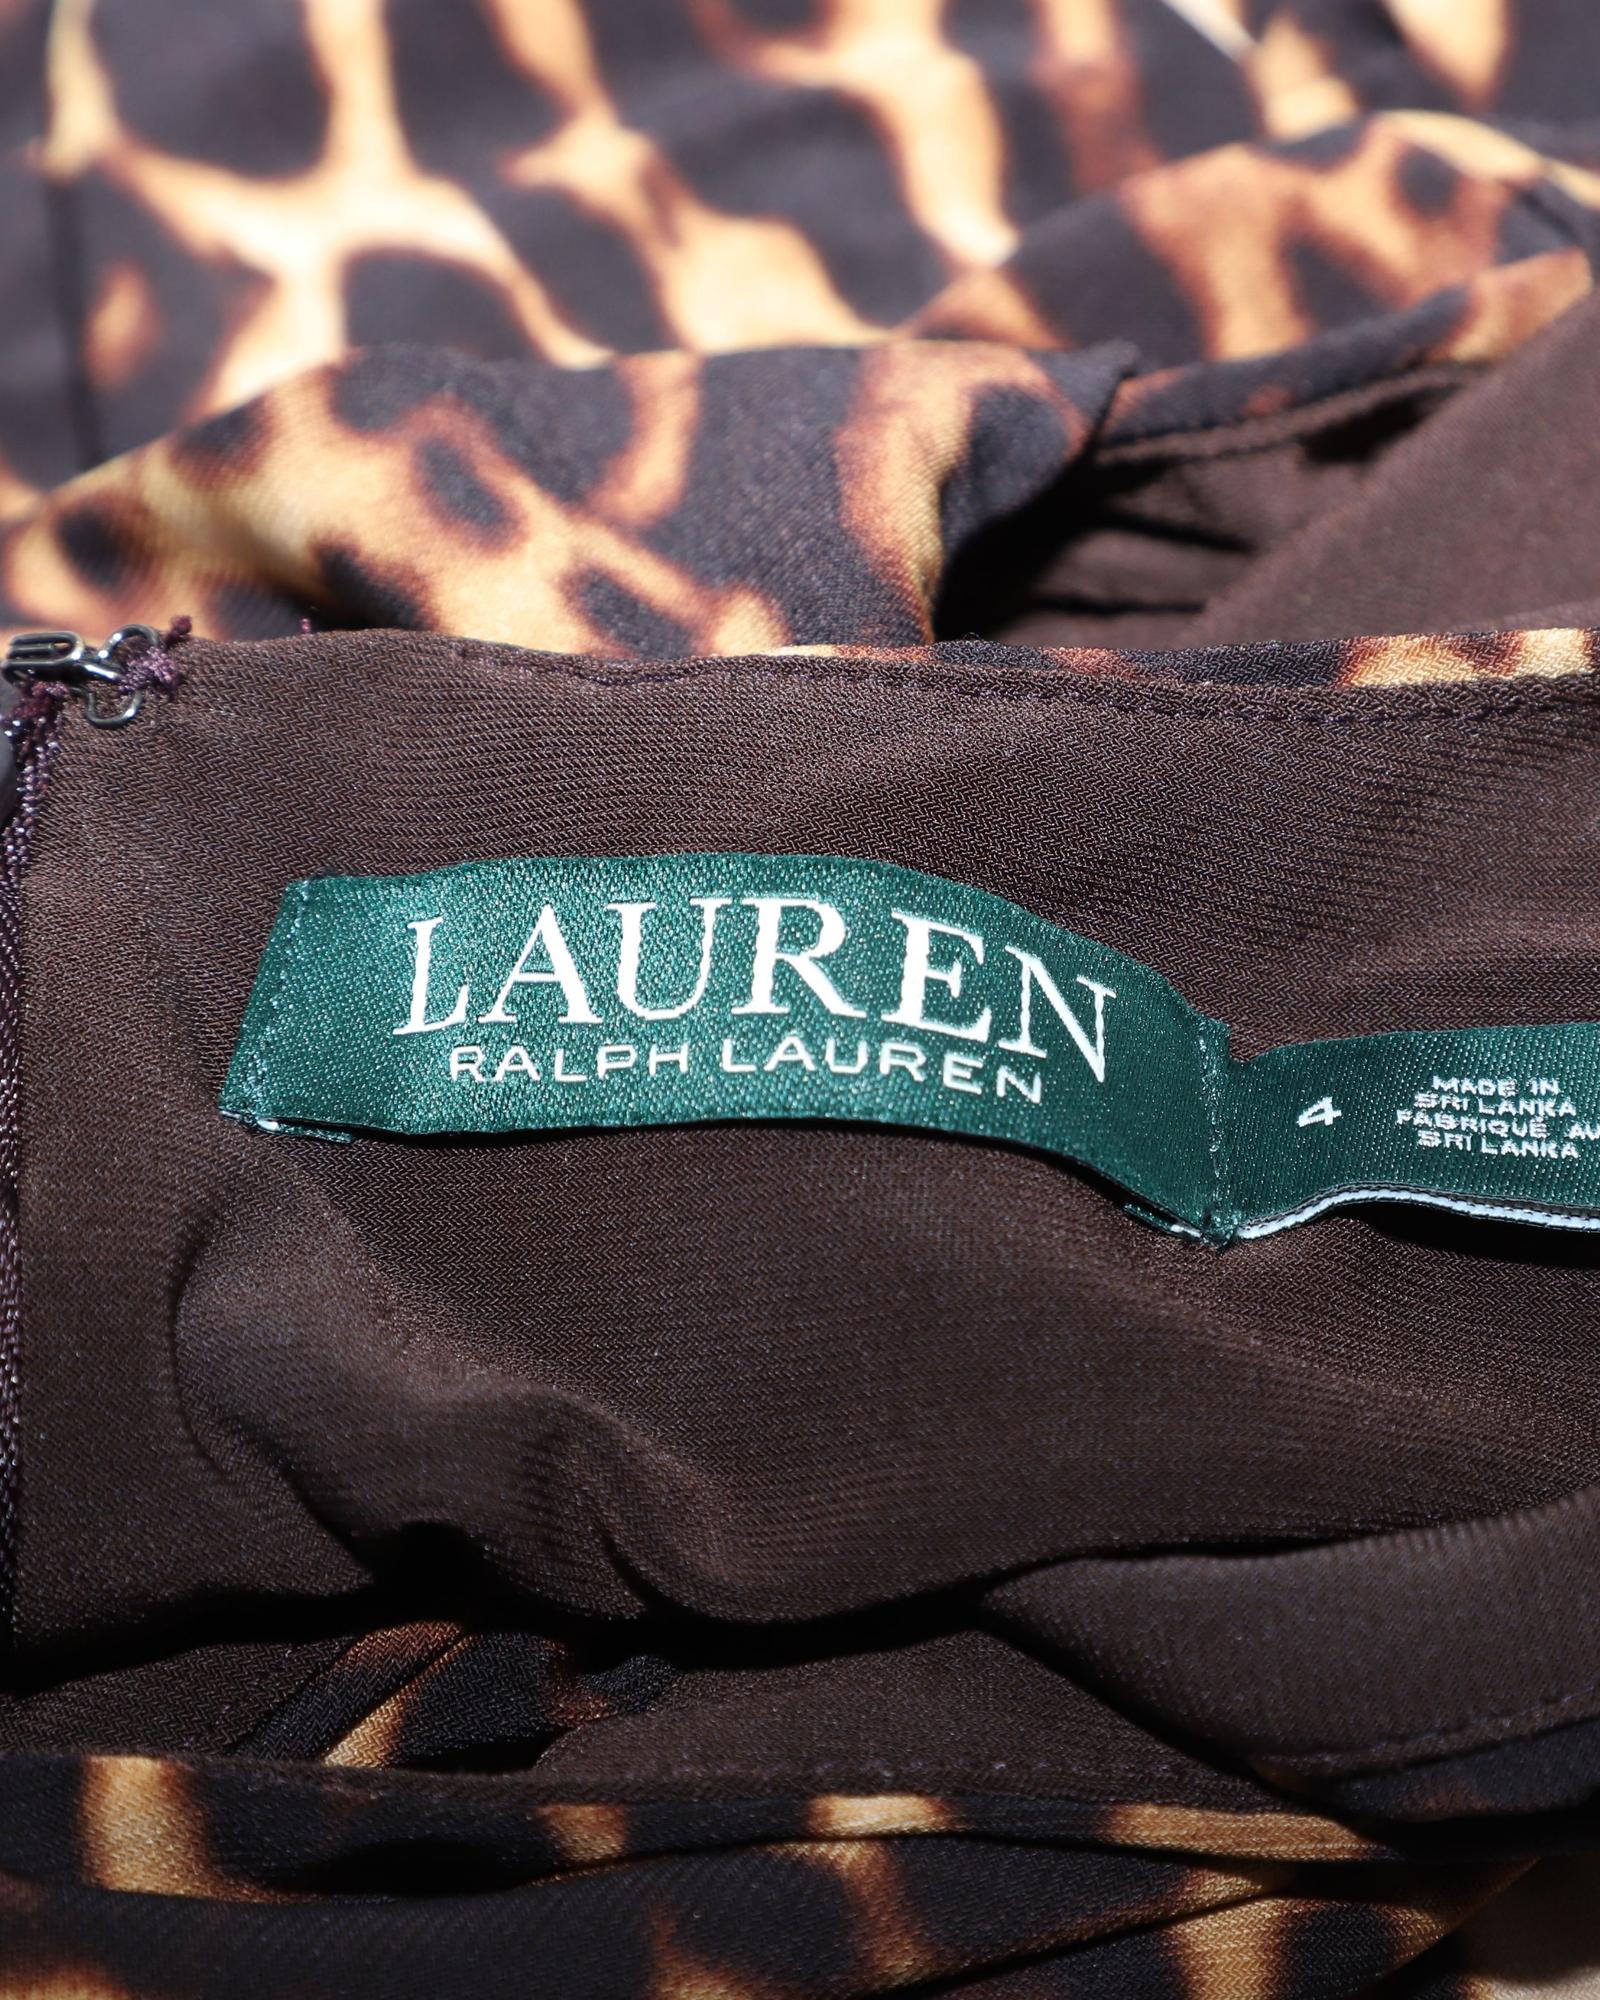 LAUREN
RALPH LAUREN
4
MADE IN
SRI LANKA
FABRIQUÉ AU
SRI LANKA